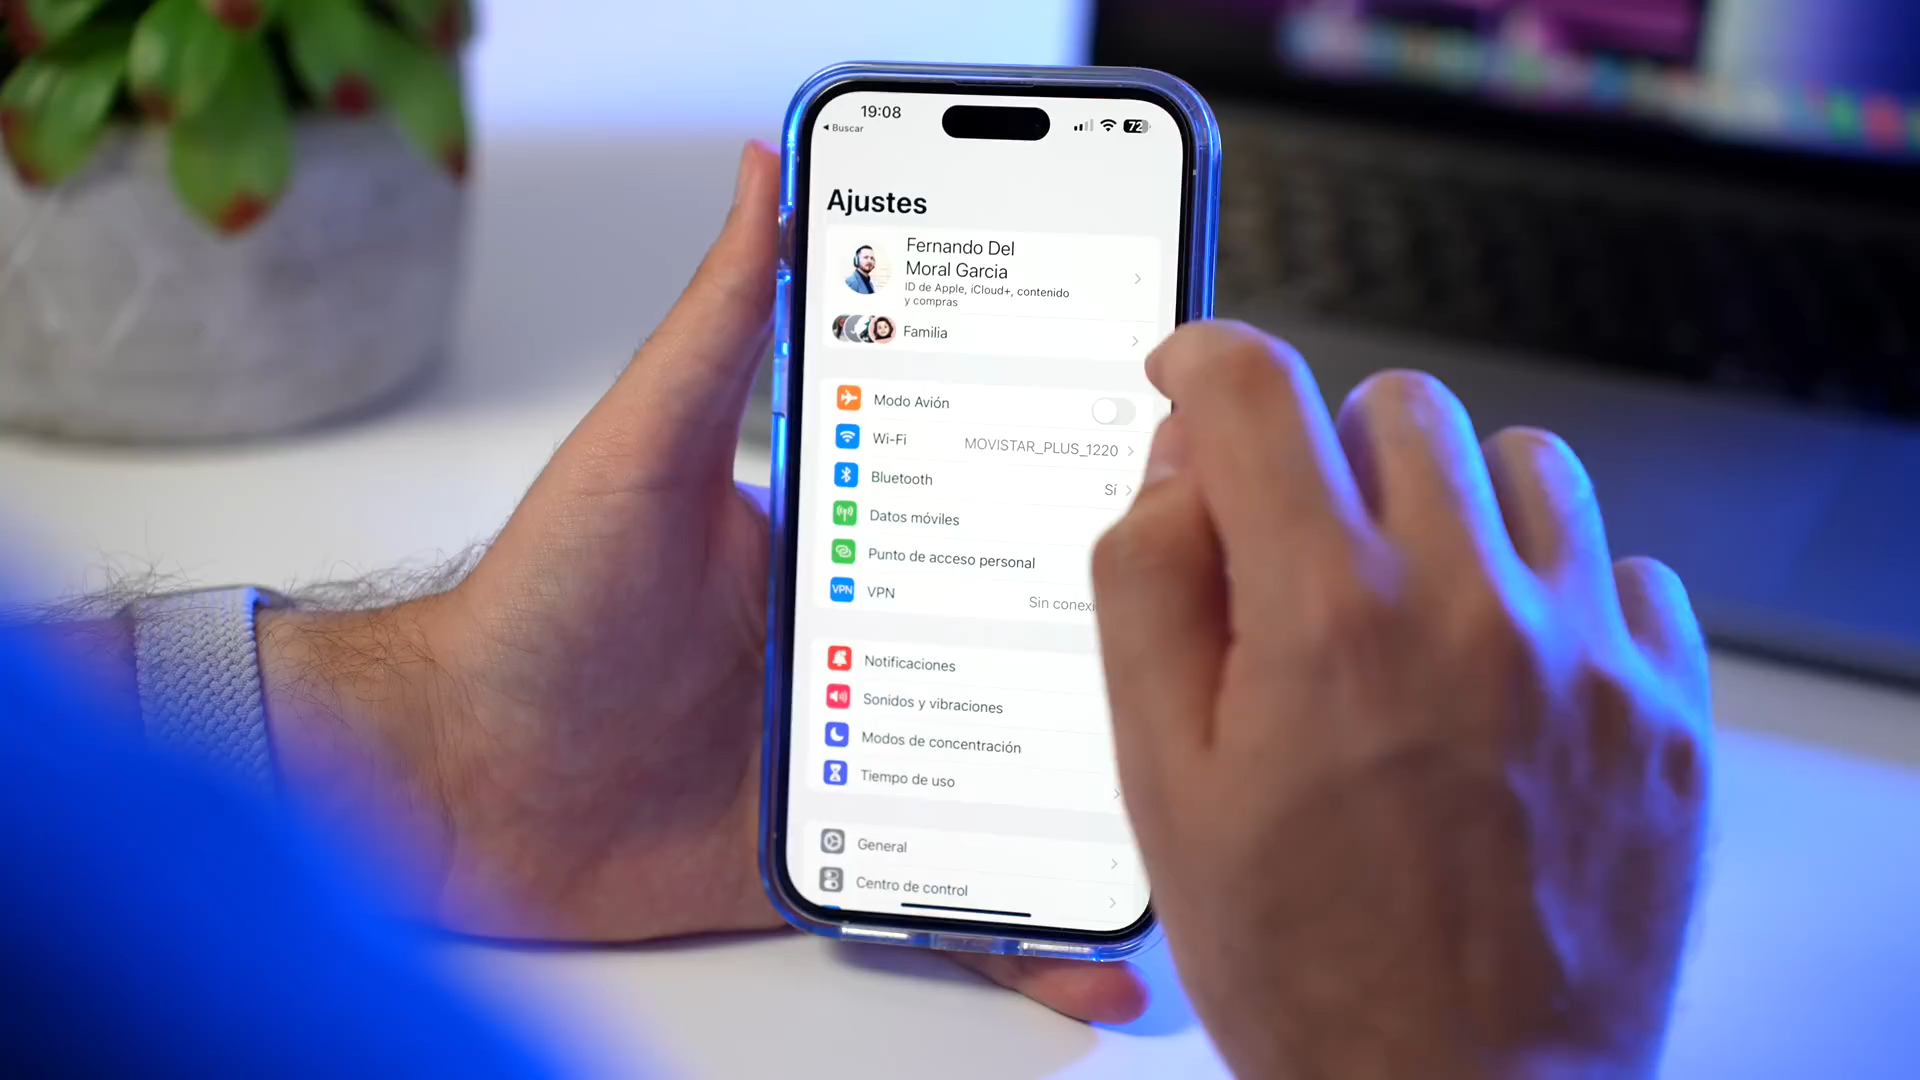 19:08
◀ Buscar
72
Ajustes
Fernando Del
Moral Garcia
ID de Apple, iCloud+, contenido
y compras
Familia
Modo Avión
Wi-Fi MOVISTAR_PLUS_1220
Bluetooth Sí
Datos móviles
Punto de acceso personal
VPN VPN Sin conexi
Notificaciones
Sonidos y vibraciones
Modos de concentración
Tiempo de uso
General
Centro de control